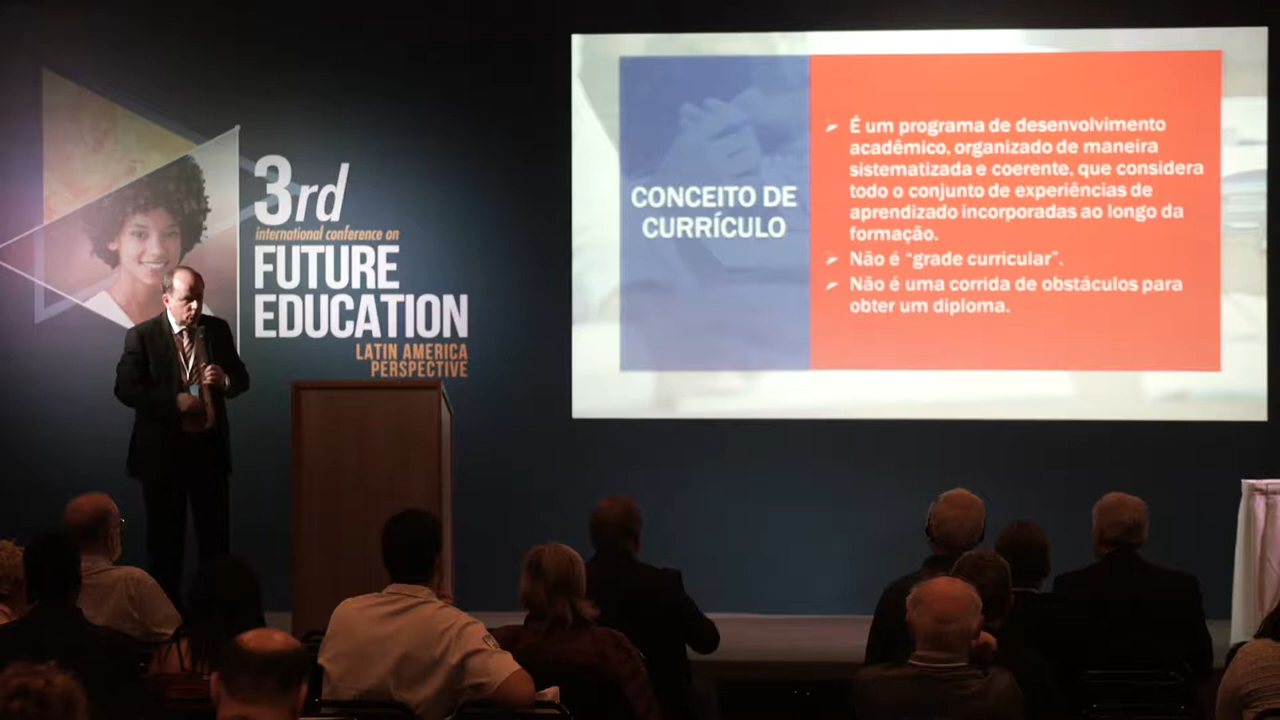 3rd
international conference on
FUTURE
EDUCATION
LATIN AMERICA
PERSPECTIVE
CONCEITO DE
CURRÍCULO
É um programa de desenvolvimento
acadêmico, organizado de maneira
sistematizada e coerente, que considera
todo o conjunto de experiências de
aprendizado incorporadas ao longo da
formação.
Não é “grade curricular”.
Não é uma corrida de obstáculos para
obter um diploma.